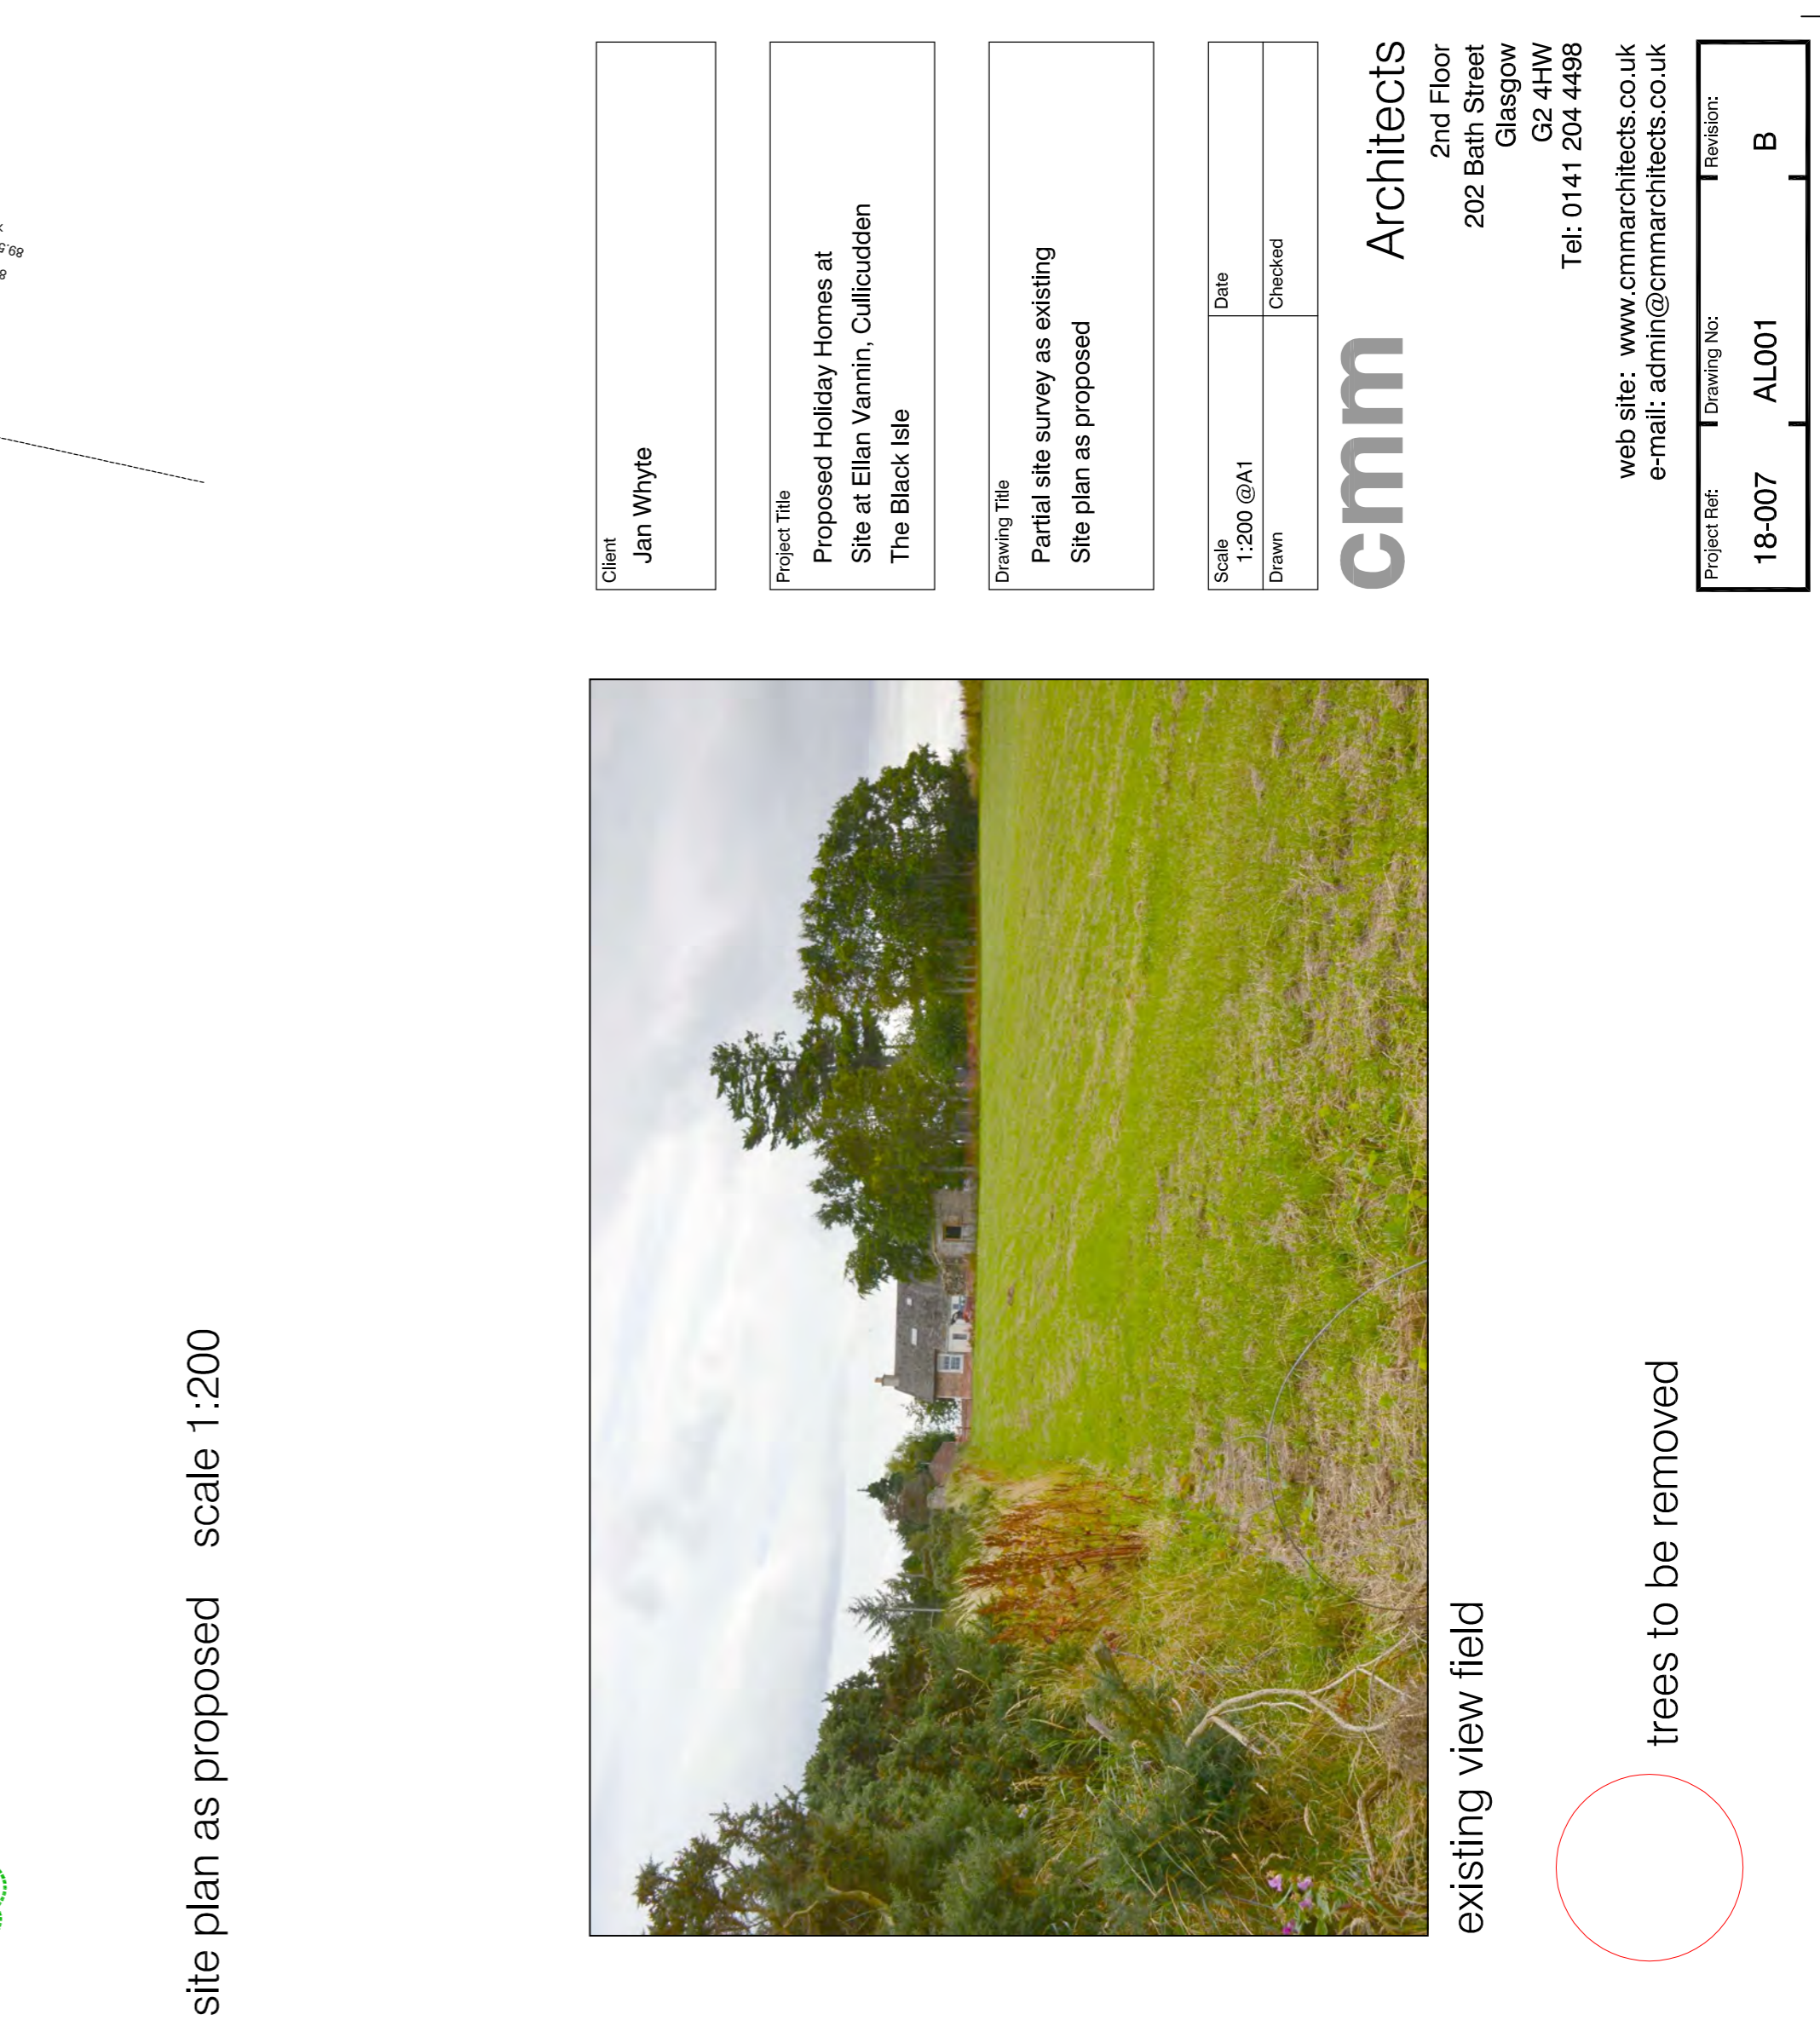 site plan as proposed scale 1:200
existing view field
trees to be removed
Client
Jan Whyte
Project Title
Proposed Holiday Homes at
Site at Ellan Vannin, Cullicudden
The Black Isle
Drawing Title
Partial site survey as existing
Site plan as proposed
Scale
1:200 @A1
Date
Drawn
Checked
cmm Architects
2nd Floor
202 Bath Street
Glasgow
G2 4HW
Tel: 0141 204 4498
web site: www.cmmarchitects.co.uk
e-mail: admin@cmmarchitects.co.uk
Project Ref: Drawing No: Revision:
18-007 AL001 B